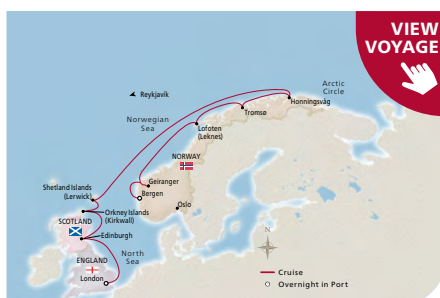 VIEW
VOYAGE
Reykjavík
Arctic
Circle
Honningsvåg
Tromsø
Norwegian
Sea
Lofoten
(Leknes)
NORWAY
Geiranger
Bergen
Oslo
Shetland Islands
(Lerwick)
Orkney Islands
(Kirkwall)
SCOTLAND
Edinburgh
North
Sea
ENGLAND
London
N
Cruise
Overnight in Port